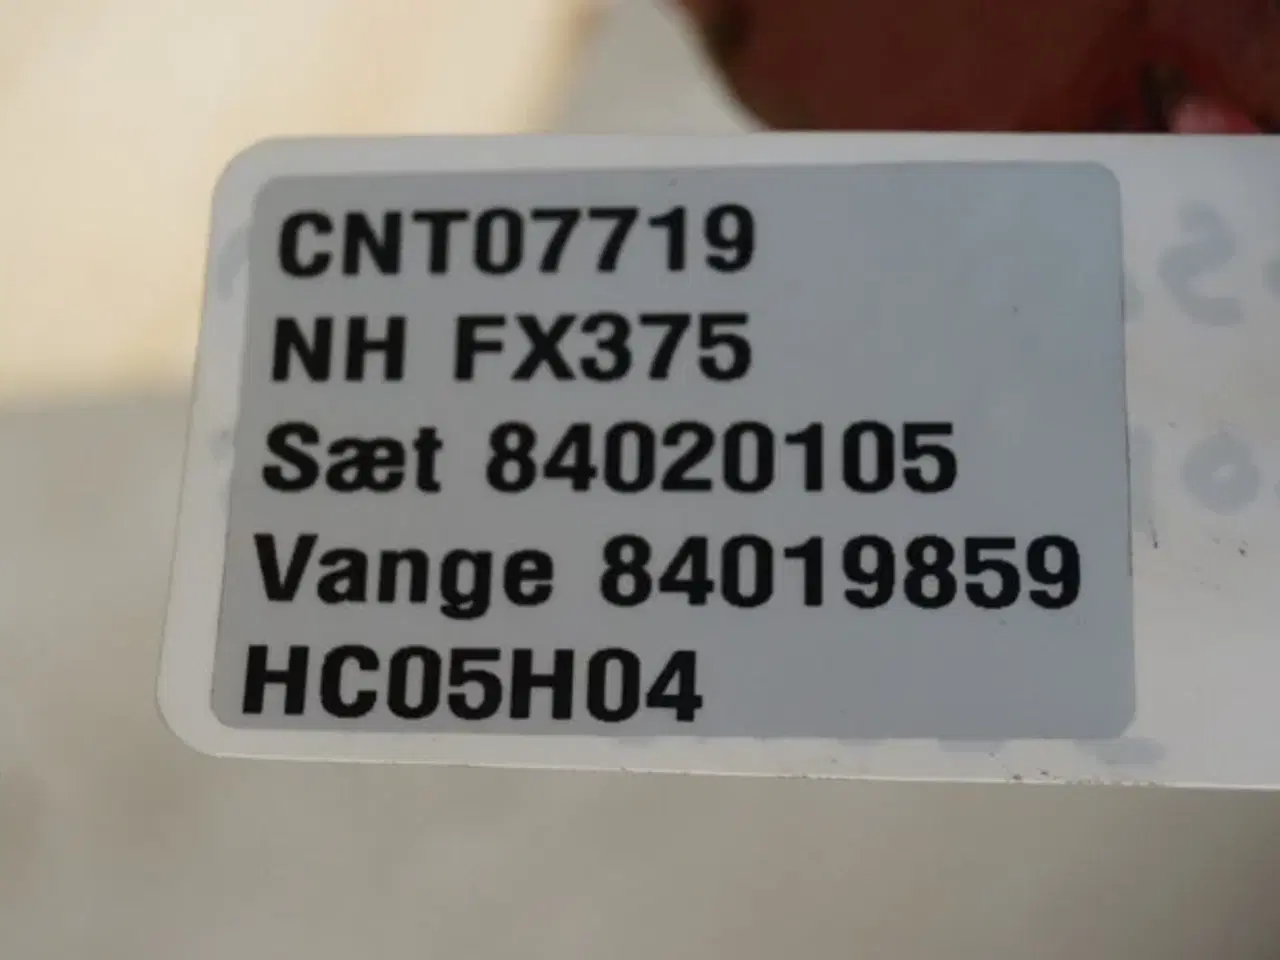 CNT07719
NH FX375
Sæt 84020105
Vange 84019859
HC05H04